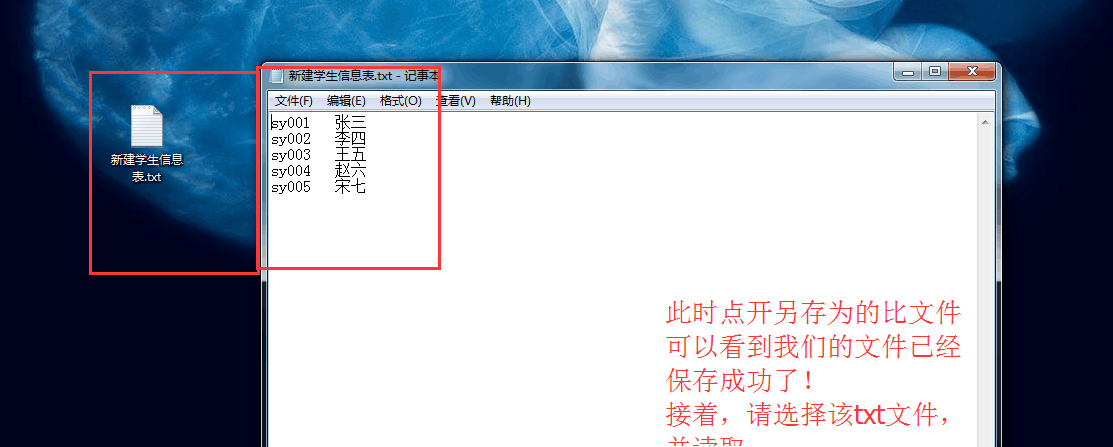 新建学生信息
表.txt
新建学生信息表.txt - 记事本
文件(F) 编辑(E) 格式(O) 查看(V) 帮助(H)
sy001 张三
sy002 李四
sy003 王五
sy004 赵六
sy005 宋七
此时点开另存为的比文件
可以看到我们的文件已经
保存成功了!
接着，请选择该txt文件，
并读取